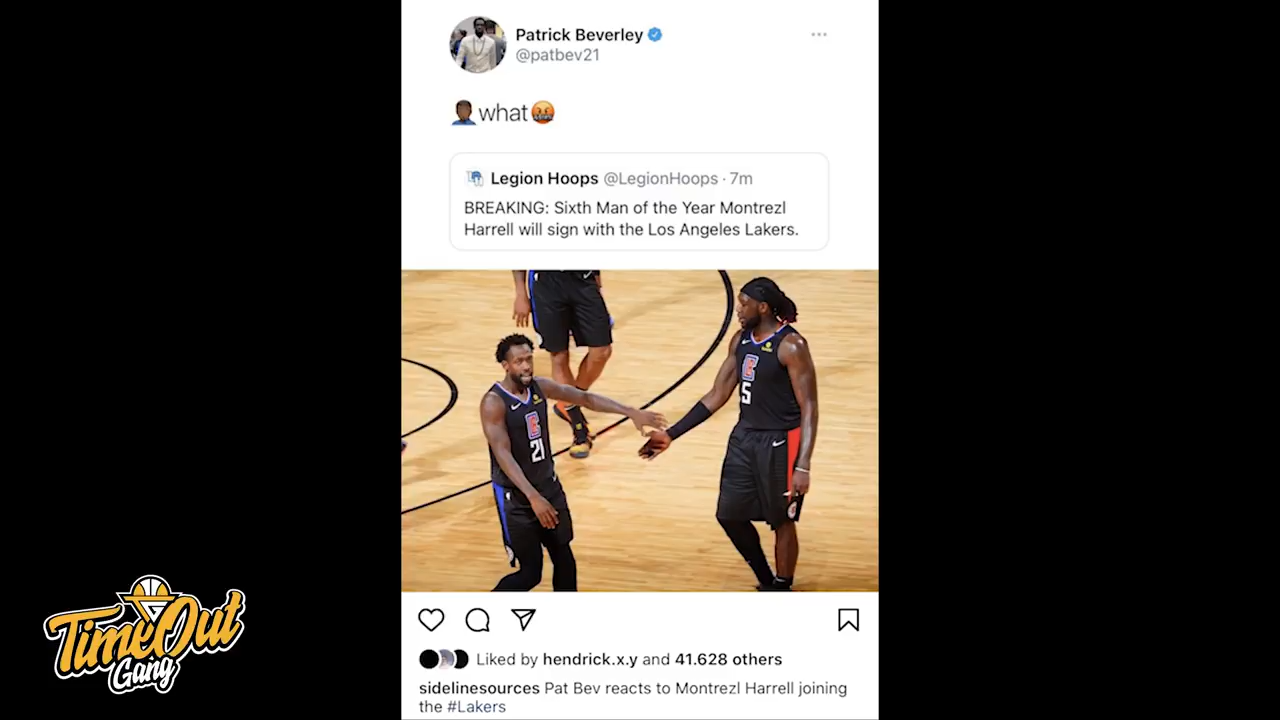 Patrick Beverley
@patbev21
what
Legion Hoops @LegionHoops · 7m
BREAKING: Sixth Man of the Year Montrezl
Harrell will sign with the Los Angeles Lakers.
21
5
TimeOut
Gang
Liked by hendrick.x.y and 41.628 others
sidelinesources Pat Bev reacts to Montrezl Harrell joining
the #Lakers